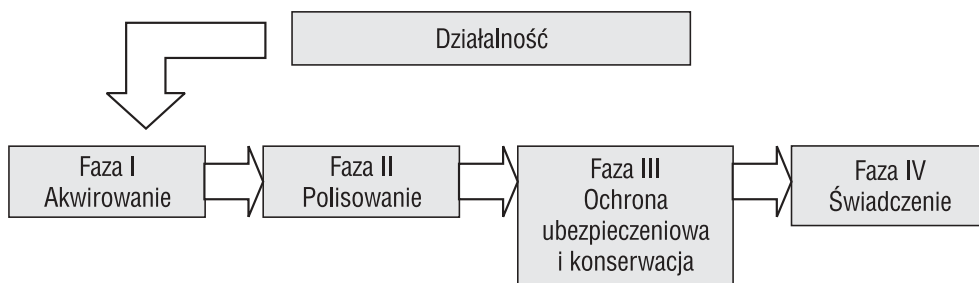 Działalność
Faza I
Akwirowanie
Faza II
Polisowanie
Faza III
Ochrona
ubezpieczeniowa
i konserwacja
Faza IV
Świadczenie